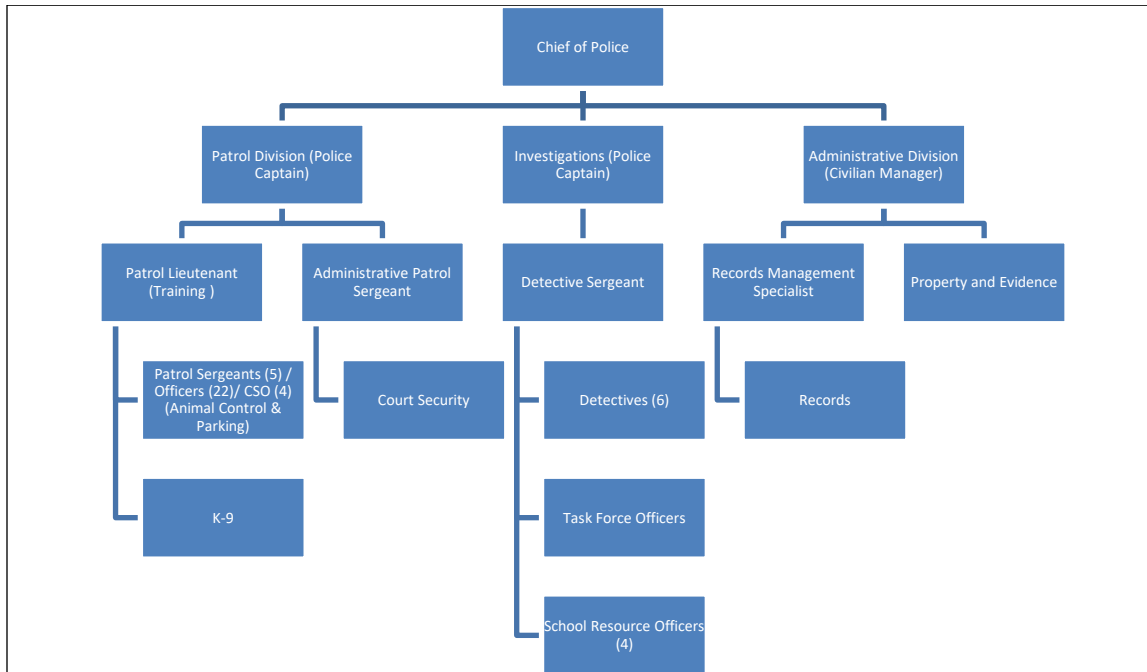 Chief of Police
Patrol Division (Police
Captain)
Investigations (Police
Captain)
Administrative Division
(Civilian Manager)
Patrol Lieutenant
(Training )
Administrative Patrol
Sergeant
Detective Sergeant
Records Management
Specialist
Property and Evidence
Patrol Sergeants (5) /
Officers (22)/ CSO (4)
(Animal Control &
Parking)
Court Security
Detectives (6)
Records
K-9
Task Force Officers
School Resource Officers
(4)